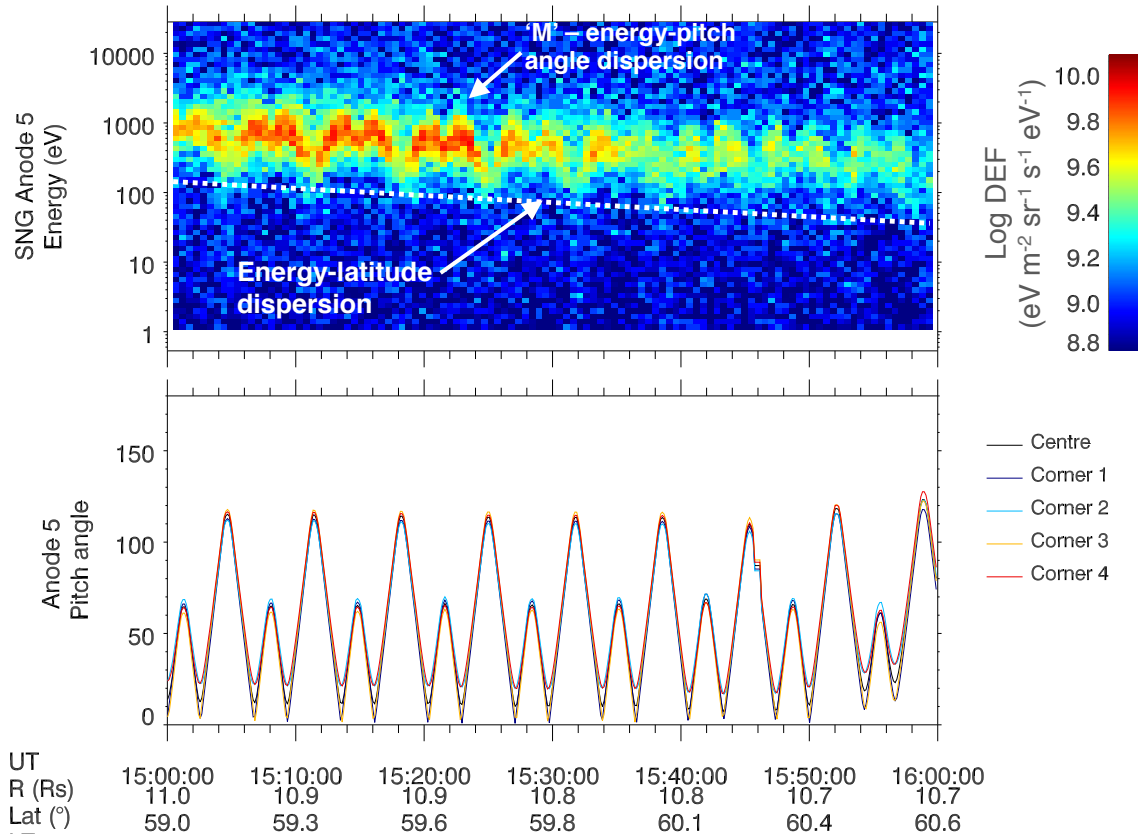 'M' – energy-pitch
angle dispersion
10000
1000
100
10
1
SNG Anode 5
Energy (eV)
Energy-latitude
dispersion
10.0
9.8
9.6
9.4
9.2
9.0
8.8
Log DEF
(eV m-2 sr-1 s-1 eV-1)
150
100
50
0
Anode 5
Pitch angle
Centre
Corner 1
Corner 2
Corner 3
Corner 4
UT 15:00:00 15:10:00 15:20:00 15:30:00 15:40:00 15:50:00 16:00:00
R (Rs) 11.0 10.9 10.9 10.8 10.8 10.7 10.7
Lat (°) 59.0 59.3 59.6 59.8 60.1 60.4 60.6